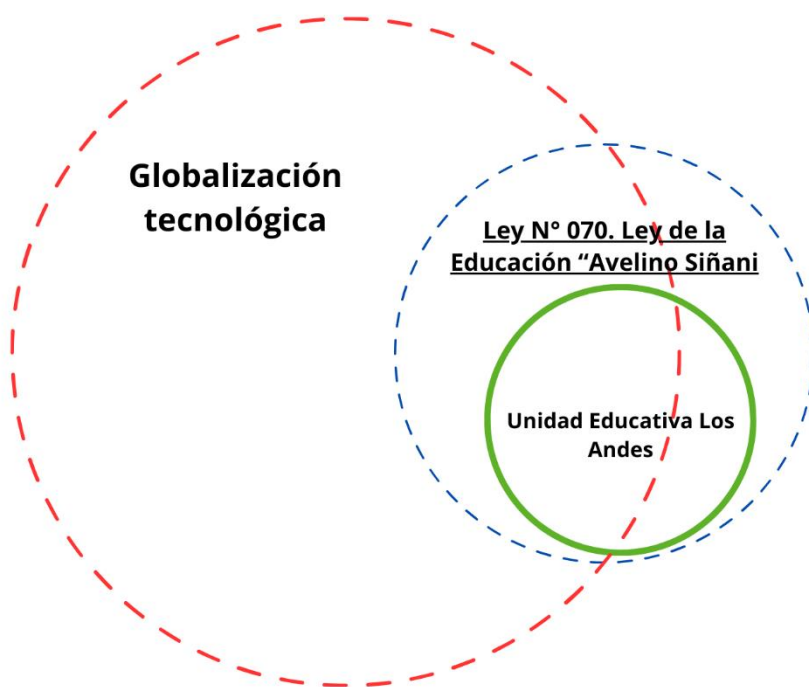 Globalización
tecnológica
Ley N° 070. Ley de la
Educación “Avelino Siñani
Unidad Educativa Los
Andes